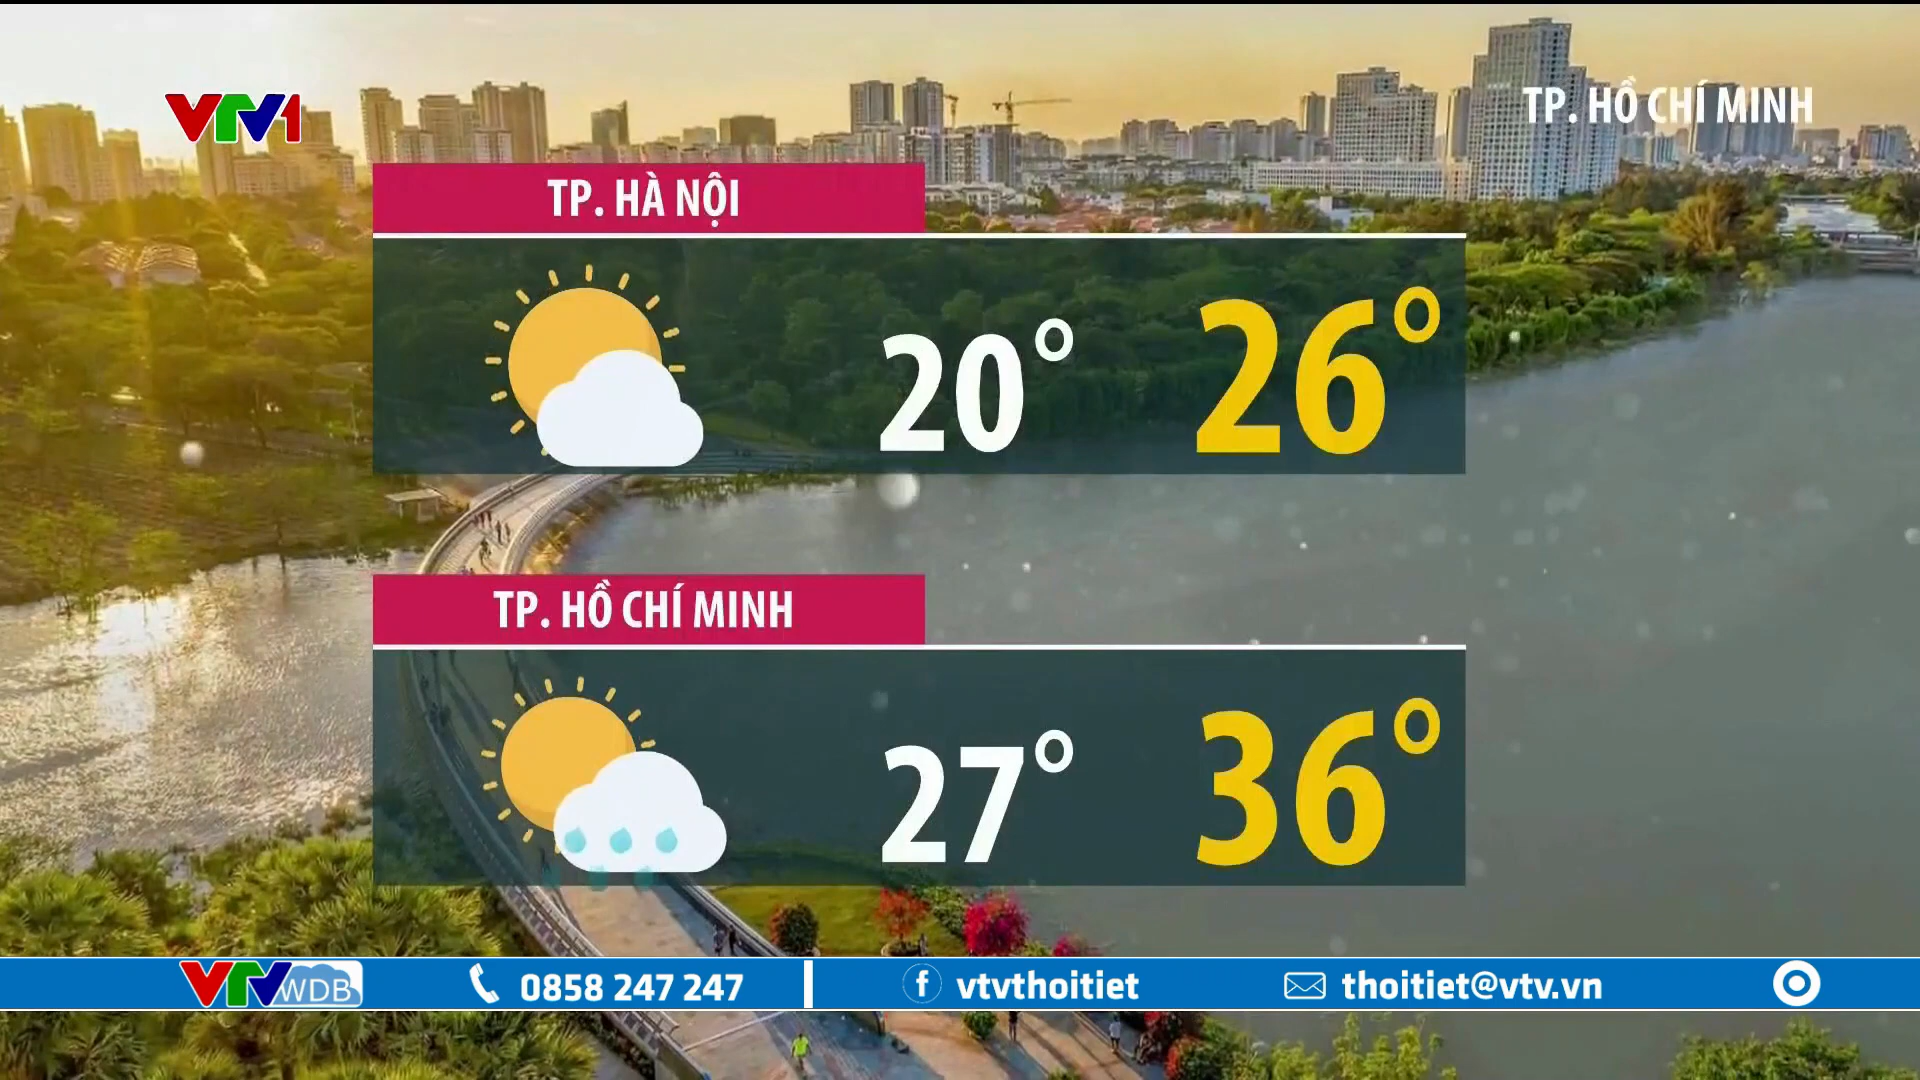 VTV1
TP. HỒ CHÍ MINH
TP. HÀ NỘI
20° 26°
TP. HỒ CHÍ MINH
27° 36°
VTV WDB 0858 247 247 vtvthoitiet thoitiet@vtv.vn